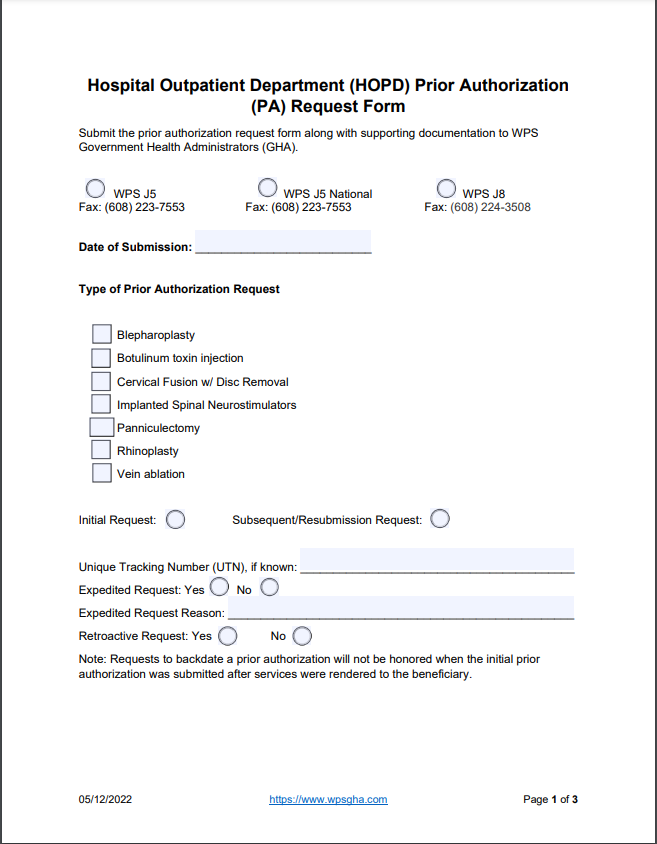 Hospital Outpatient Department (HOPD) Prior Authorization
(PA) Request Form
Submit the prior authorization request form along with supporting documentation to WPS
Government Health Administrators (GHA).
WPS J5 WPS J5 National WPS J8
Fax: (608) 223-7553 Fax: (608) 223-7553 Fax: (608) 224-3508
Date of Submission:
Type of Prior Authorization Request
Blepharoplasty
Botulinum toxin injection
Cervical Fusion w/ Disc Removal
Implanted Spinal Neurostimulators
Panniculectomy
Rhinoplasty
Vein ablation
Initial Request: Subsequent/Resubmission Request:
Unique Tracking Number (UTN), if known:
Expedited Request: Yes No
Expedited Request Reason:
Retroactive Request: Yes No
Note: Requests to backdate a prior authorization will not be honored when the initial prior
authorization was submitted after services were rendered to the beneficiary.
05/12/2022 https://www.wpsgha.com Page 1 of 3